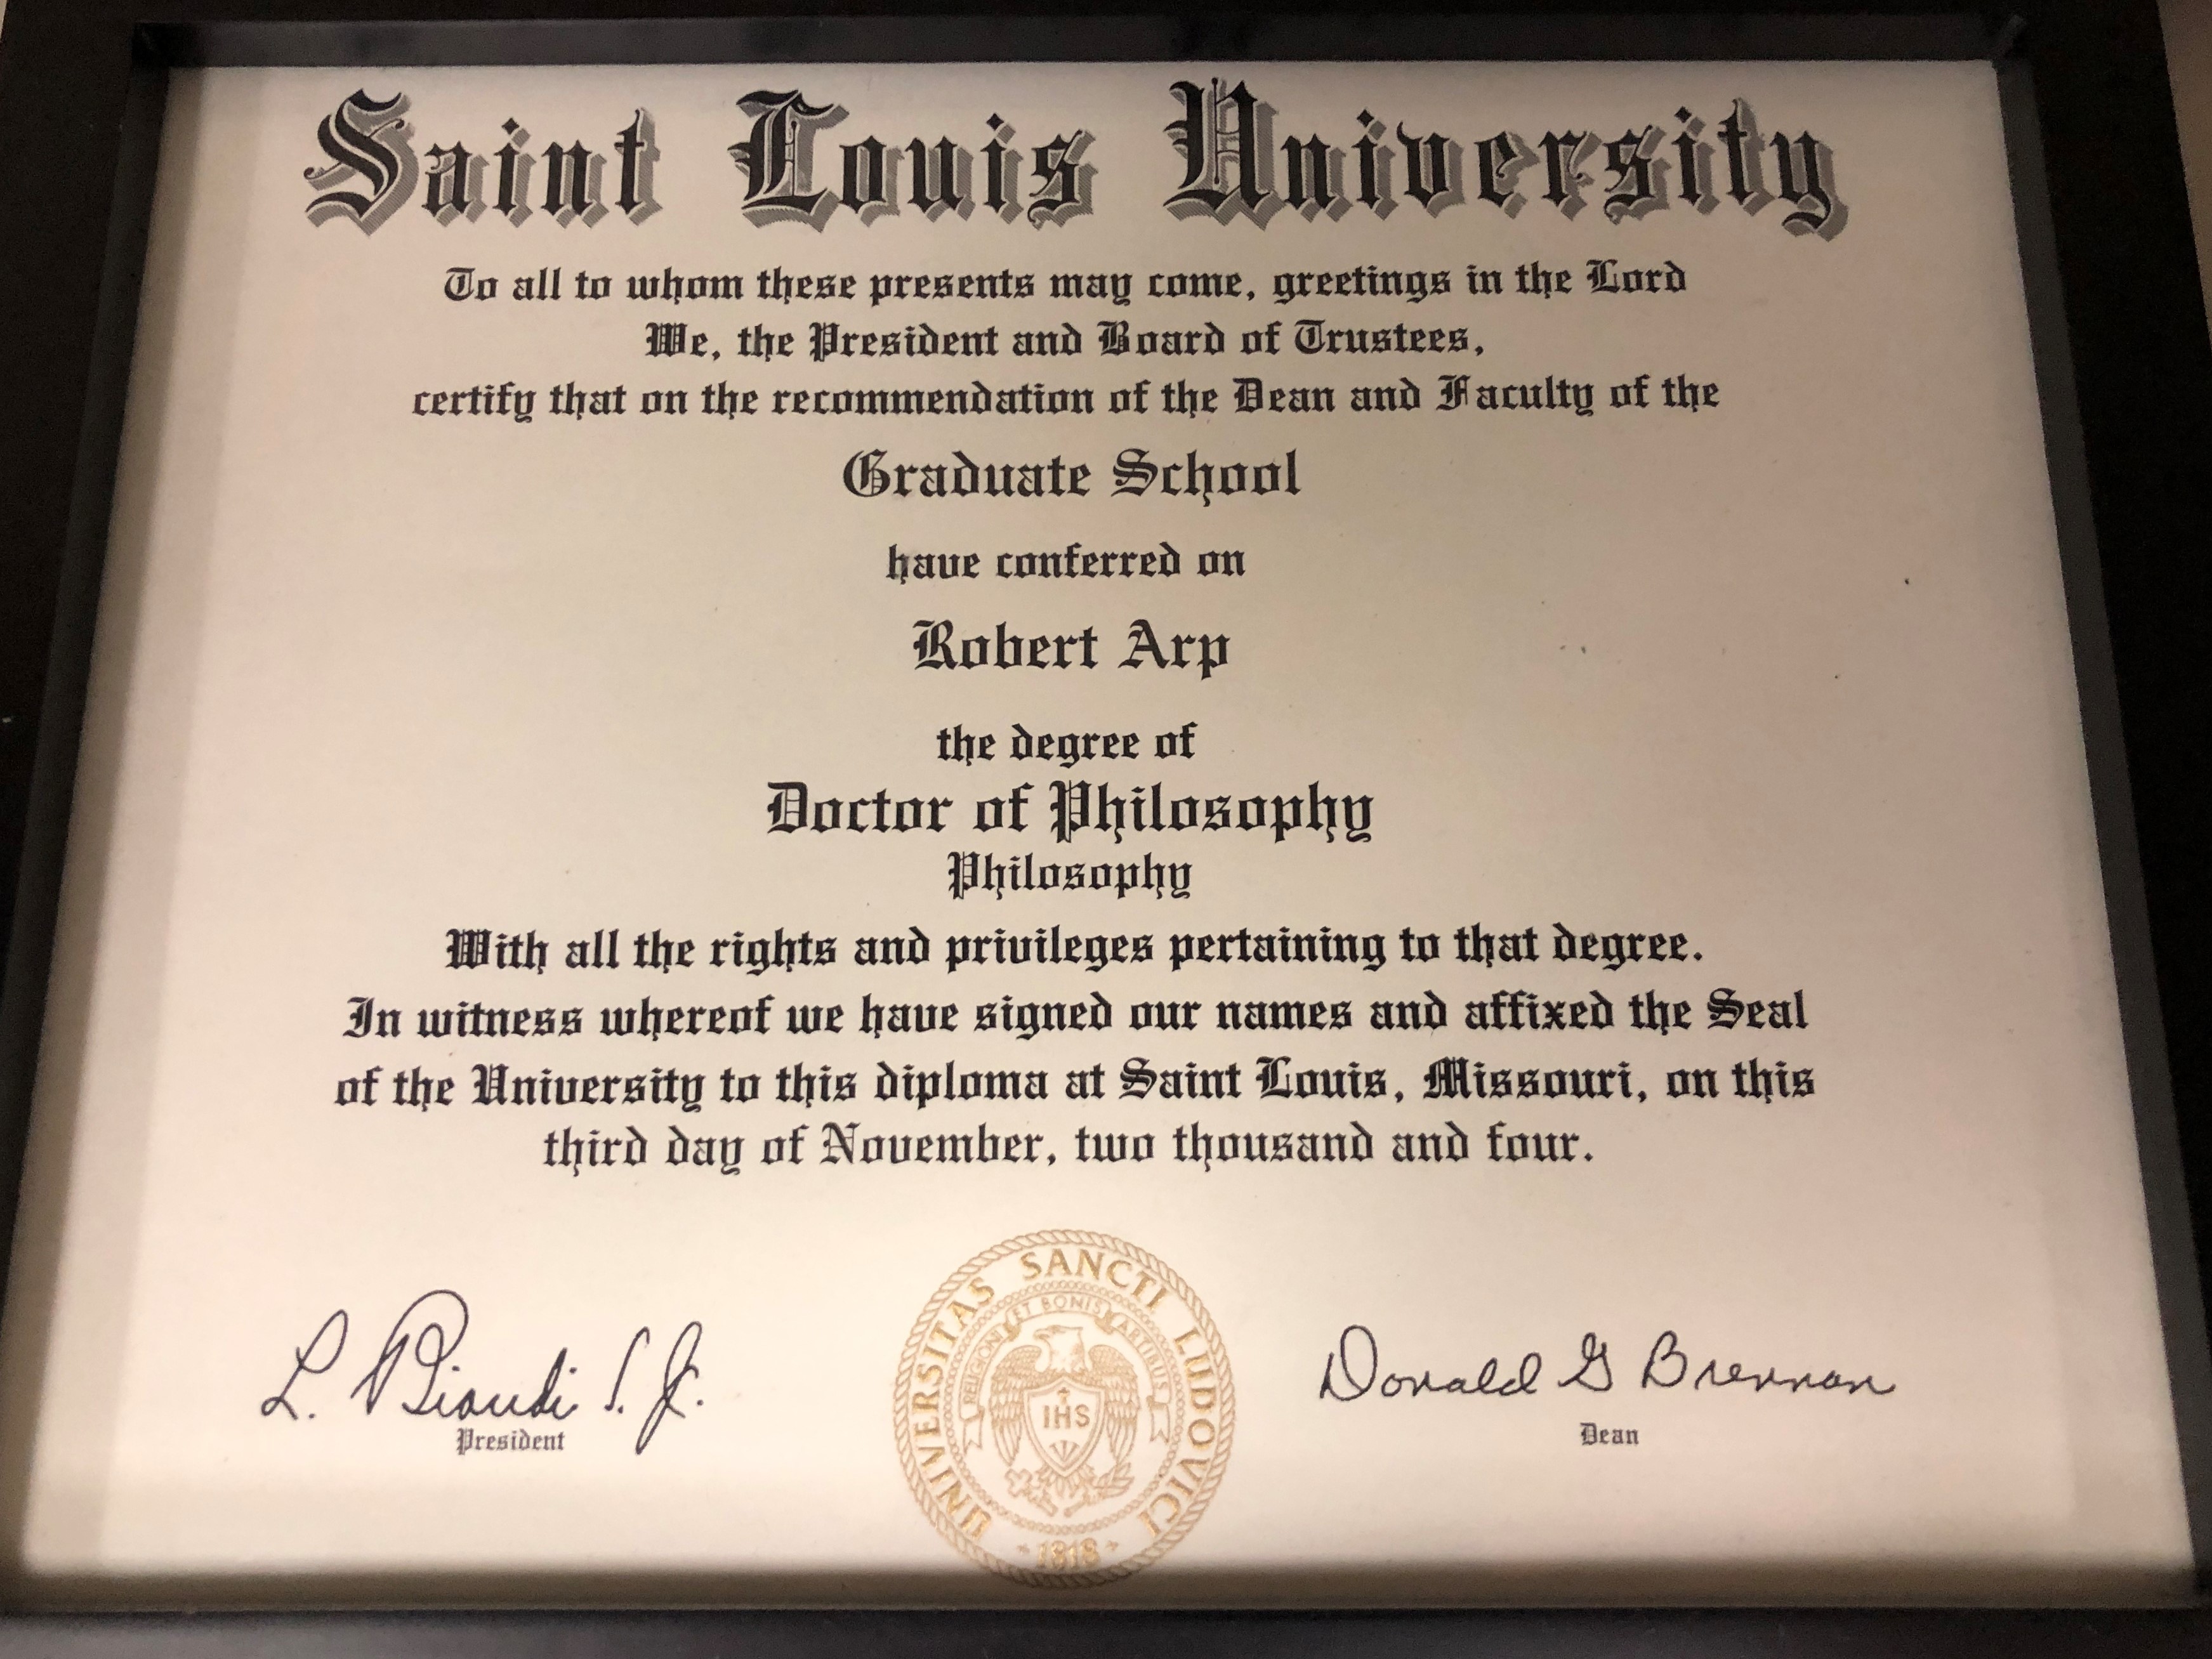 Saint Louis University
To all to whom these presents may come, greetings in the Lord
We, the President and Board of Trustees,
certify that on the recommendation of the Dean and Faculty of the
Graduate School
have conferred on
Robert Arp
the degree of
Doctor of Philosophy
Philosophy
With all the rights and privileges pertaining to that degree.
In witness whereof we have signed our names and affixed the Seal
of the University to this diploma at Saint Louis, Missouri, on this
third day of November, two thousand and four.
L. Biondi S. J.
President
UNIVERSITAS SANCTI LUDOVICI
RELIGIONI ET BONIS ARTIBUS
IHS
1818
Donald G Brennan
Dean